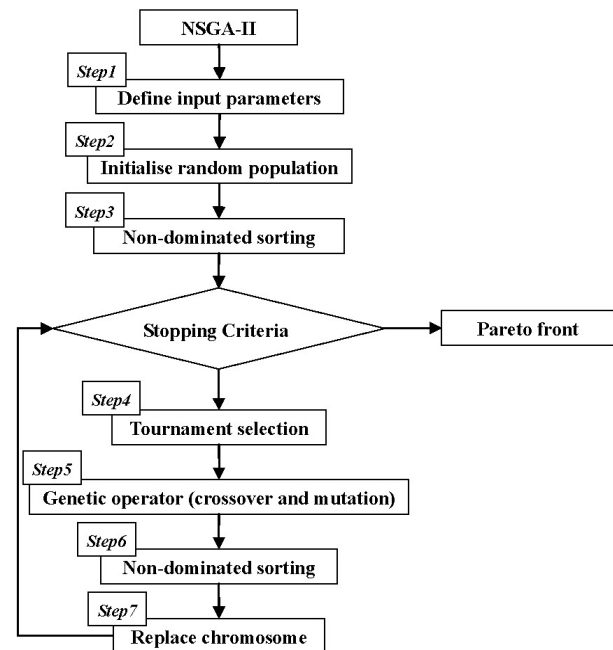 NSGA-II
Step1
Define input parameters
Step2
Initialise random population
Step3
Non-dominated sorting
Stopping Criteria
Pareto front
Step4
Tournament selection
Step5
Genetic operator (crossover and mutation)
Step6
Non-dominated sorting
Step7
Replace chromosome